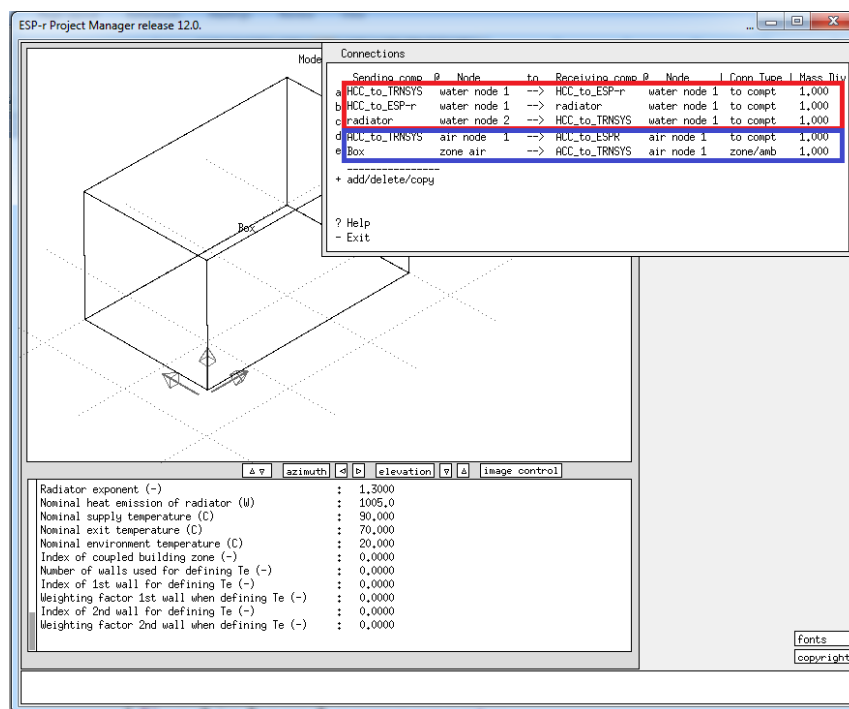 ESP-r Project Manager release 12.0.
...
Mode
Connections
Sending comp @ Node to Receiving comp @ Node | Conn Type | Mass Div
a HCC_to_TRNSYS water node 1 --> HCC_to_ESP-r water node 1 to compt 1.000
b HCC_to_ESP-r water node 1 --> radiator water node 1 to compt 1.000
c radiator water node 2 --> HCC_to_TRNSYS water node 1 to compt 1.000
d ACC_to_TRNSYS air node 1 --> ACC_to_ESPR air node 1 to compt 1.000
e Box zone air --> ACC_to_TRNSYS air node 1 zone/amb 1.000
----------------
+ add/delete/copy
? Help
- Exit
Box
azimuth elevation image control
Radiator exponent (-) : 1.3000
Nominal heat emission of radiator (W) : 1005.0
Nominal supply temperature (C) : 90.000
Nominal exit temperature (C) : 70.000
Nominal environment temperature (C) : 20.000
Index of coupled building zone (-) : 0.0000
Number of walls used for defining Te (-) : 0.0000
Index of 1st wall for defining Te (-) : 0.0000
Weighting factor 1st wall when defining Te (-) : 0.0000
Index of 2nd wall for defining Te (-) : 0.0000
Weighting factor 2nd wall when defining Te (-) : 0.0000
fonts
copyright